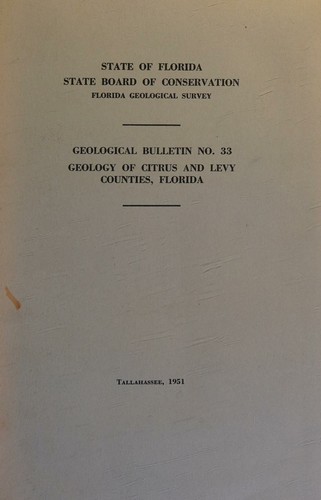 STATE OF FLORIDA
STATE BOARD OF CONSERVATION
FLORIDA GEOLOGICAL SURVEY
GEOLOGICAL BULLETIN NO. 33
GEOLOGY OF CITRUS AND LEVY
COUNTIES, FLORIDA
TALLAHASSEE, 1951